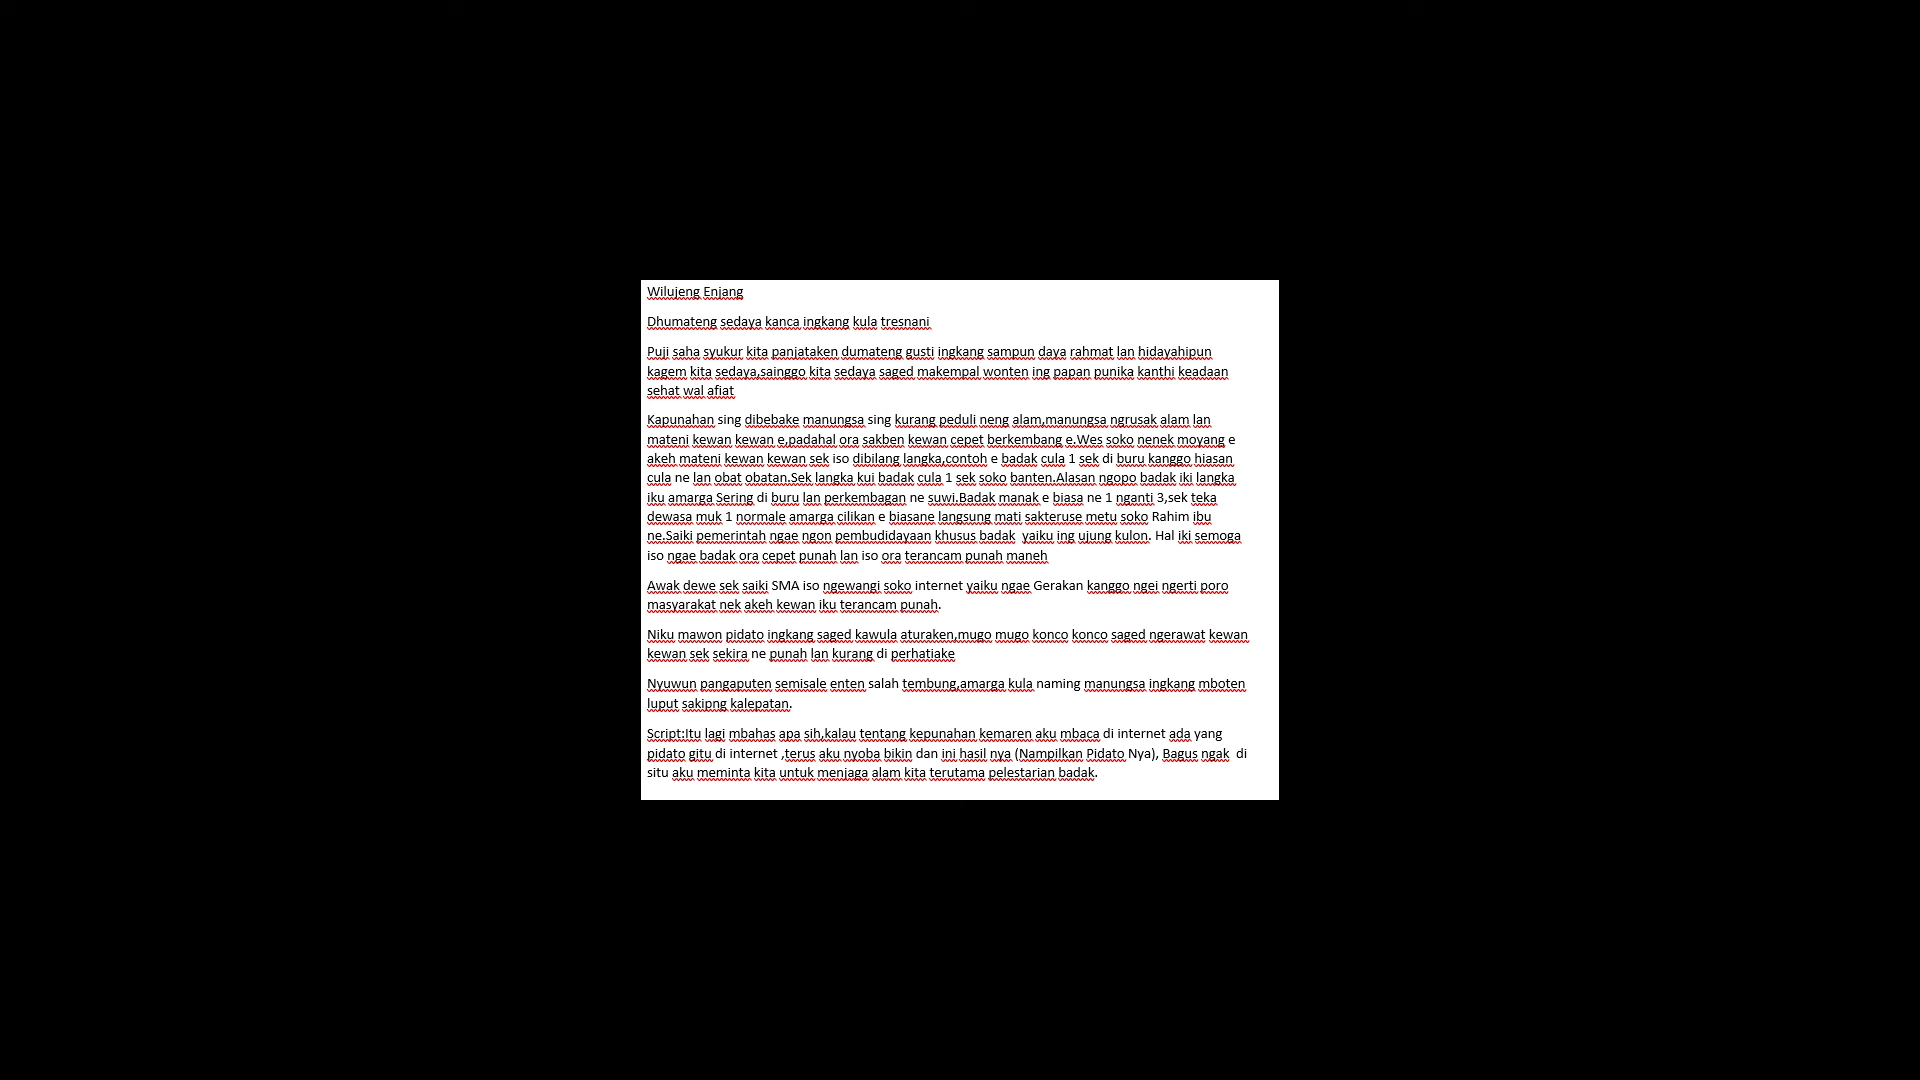 Wilujeng Enjang
Dhumateng sedaya kanca ingkang kula tresnani
Puji saha syukur kita panjataken dumateng gusti ingkang sampun daya rahmat lan hidayahipun
kagem kita sedaya,sainggo kita sedaya saged makempal wonten ing papan punika kanthi keadaan
sehat wal afiat
Kapunahan sing dibebake manungsa sing kurang peduli neng alam,manungsa ngrusak alam lan
mateni kewan kewan e,padahal ora sakben kewan cepet berkembang e.Wes soko nenek moyang e
akeh mateni kewan kewan sek iso dibilang langka,contoh e badak cula 1 sek di buru kanggo hiasan
cula ne lan obat obatan.Sek langka kui badak cula 1 sek soko banten.Alasan ngopo badak iki langka
iku amarga Sering di buru lan perkembagan ne suwi.Badak manak e biasa ne 1 nganti 3,sek teka
dewasa muk 1 normale amarga cilikan e biasane langsung mati sakteruse metu soko Rahim ibu
ne.Saiki pemerintah ngae ngon pembudidayaan khusus badak  yaiku ing ujung kulon. Hal iki semoga
iso ngae badak ora cepet punah lan iso ora terancam punah maneh
Awak dewe sek saiki SMA iso ngewangi soko internet yaiku ngae Gerakan kanggo ngei ngerti poro
masyarakat nek akeh kewan iku terancam punah.
Niku mawon pidato ingkang saged kawula aturaken,mugo mugo konco konco saged ngerawat kewan
kewan sek sekira ne punah lan kurang di perhatiake
Nyuwun pangaputen semisale enten salah tembung,amarga kula naming manungsa ingkang mboten
luput sakipng kalepatan.
Script:Itu lagi mbahas apa sih,kalau tentang kepunahan kemaren aku mbaca di internet ada yang
pidato gitu di internet ,terus aku nyoba bikin dan ini hasil nya (Nampilkan Pidato Nya), Bagus ngak  di
situ aku meminta kita untuk menjaga alam kita terutama pelestarian badak.